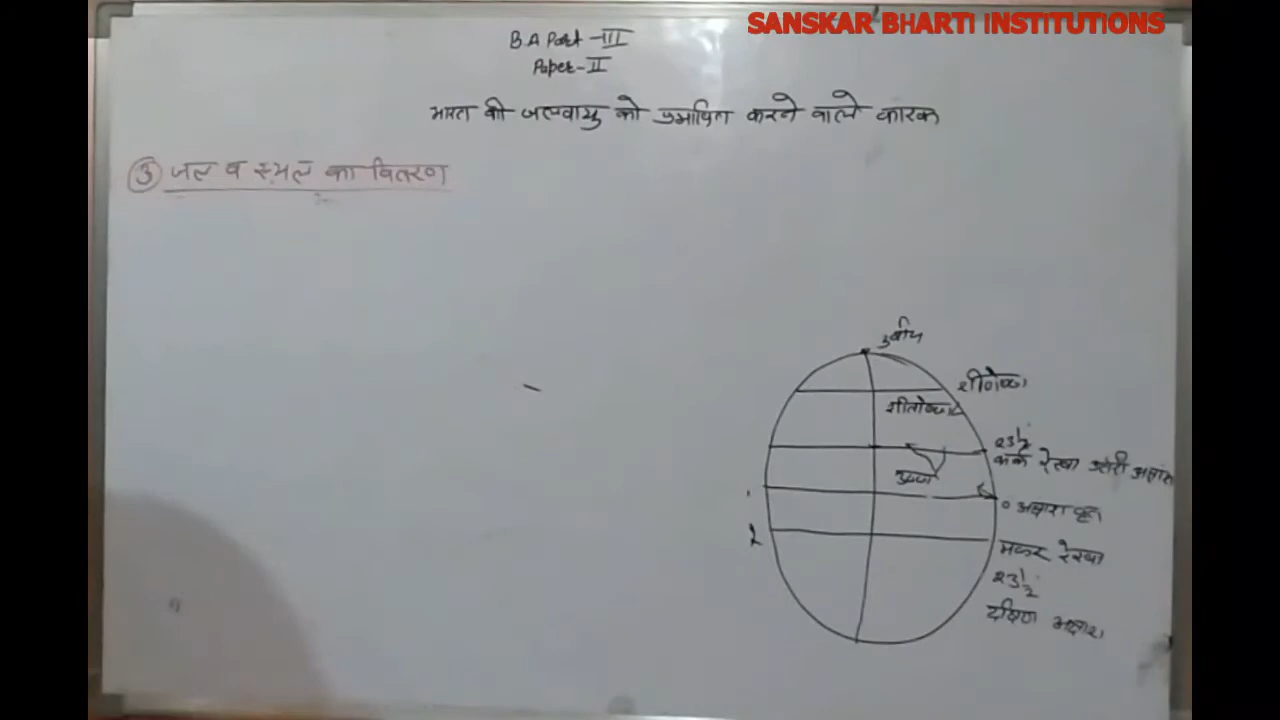 SANSKAR BHARTI INSTITUTIONS
B.A Part-III
Paper-II
भारत की जलवायु को प्रभावित करने वाले कारक
3 जल व स्थल का वितरण
ध्रुवीय
शीतोष्ण
शीतोष्ण
23½
कर्क रेखा उत्तरी अक्षांश
उष्ण
0 अक्षांश वृत
मकर रेखा
23½
दक्षिण अक्षांश